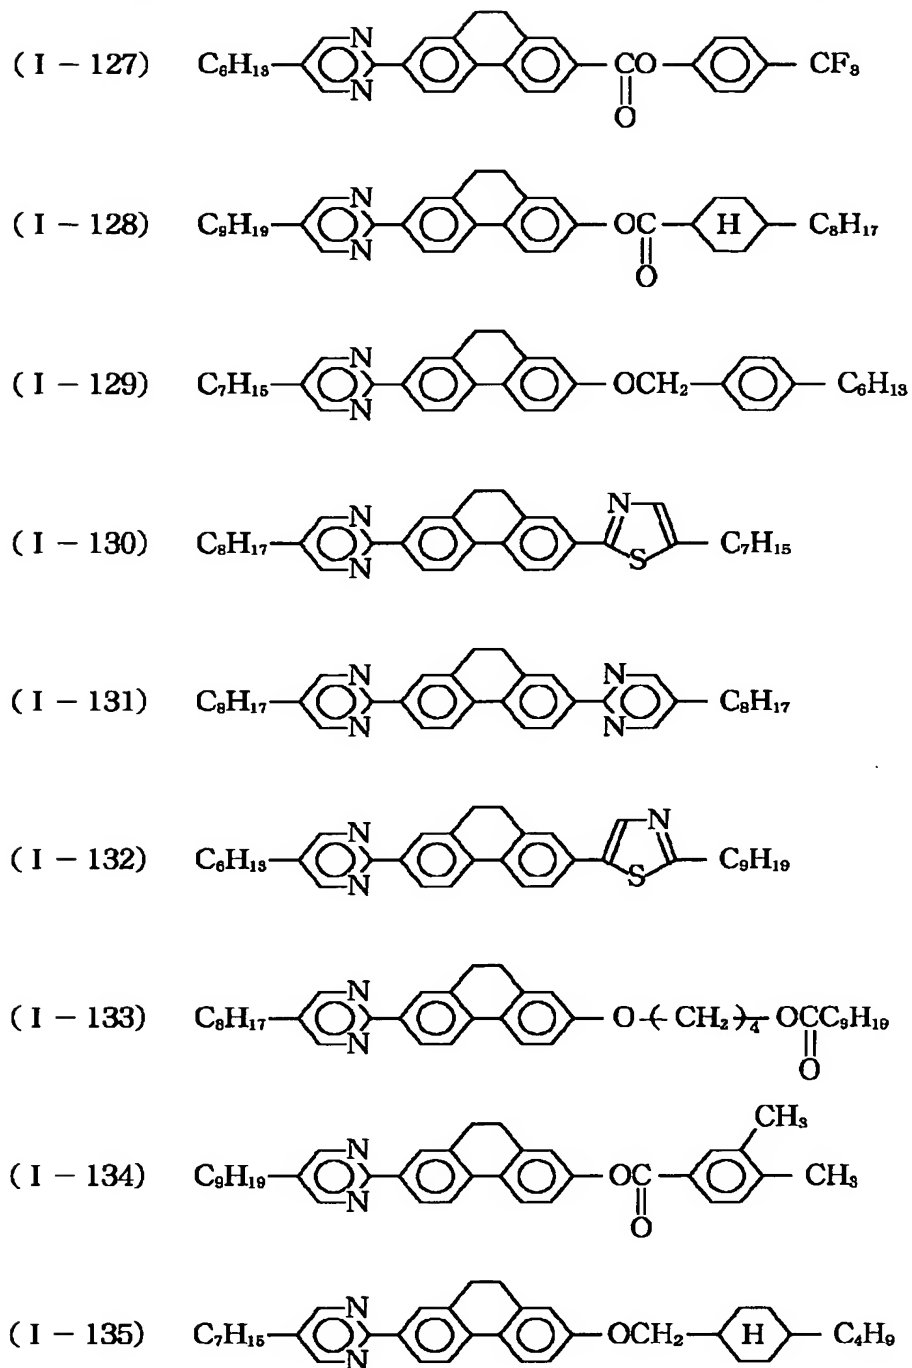 (I − 127) C₆H₁₃ N N CO O CF₃
(I − 128) C₉H₁₉ N N OC O H C₈H₁₇
(I − 129) C₇H₁₅ N N OCH₂ C₆H₁₃
(I − 130) C₈H₁₇ N N N S C₇H₁₅
(I − 131) C₈H₁₇ N N N N C₈H₁₇
(I − 132) C₆H₁₃ N N N S C₉H₁₉
(I − 133) C₈H₁₇ N N O-(CH₂)₄-OCC₉H₁₉ O
(I − 134) C₉H₁₉ N N OC O CH₃ CH₃
(I − 135) C₇H₁₅ N N OCH₂ H C₄H₉